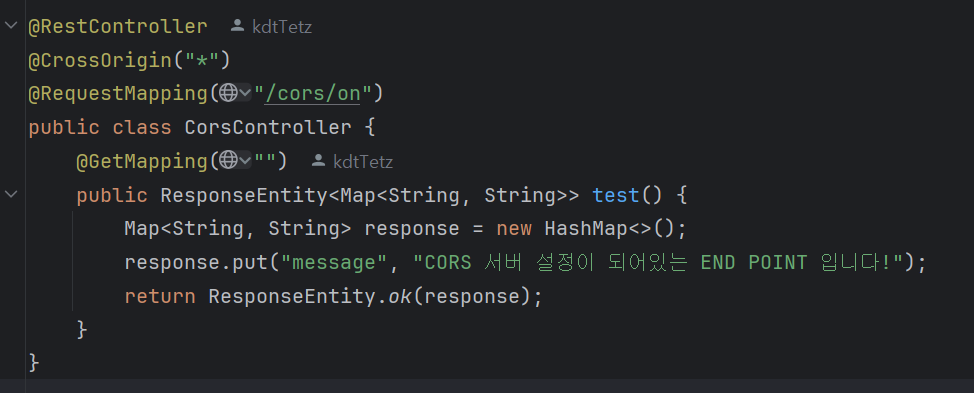 @RestController kdtTetz
@CrossOrigin("*")
@RequestMapping("/cors/on")
public class CorsController {
@GetMapping("") kdtTetz
public ResponseEntity<Map<String, String>> test() {
Map<String, String> response = new HashMap<>();
response.put("message", "CORS 서버 설정이 되어있는 END POINT 입니다!");
return ResponseEntity.ok(response);
}
}